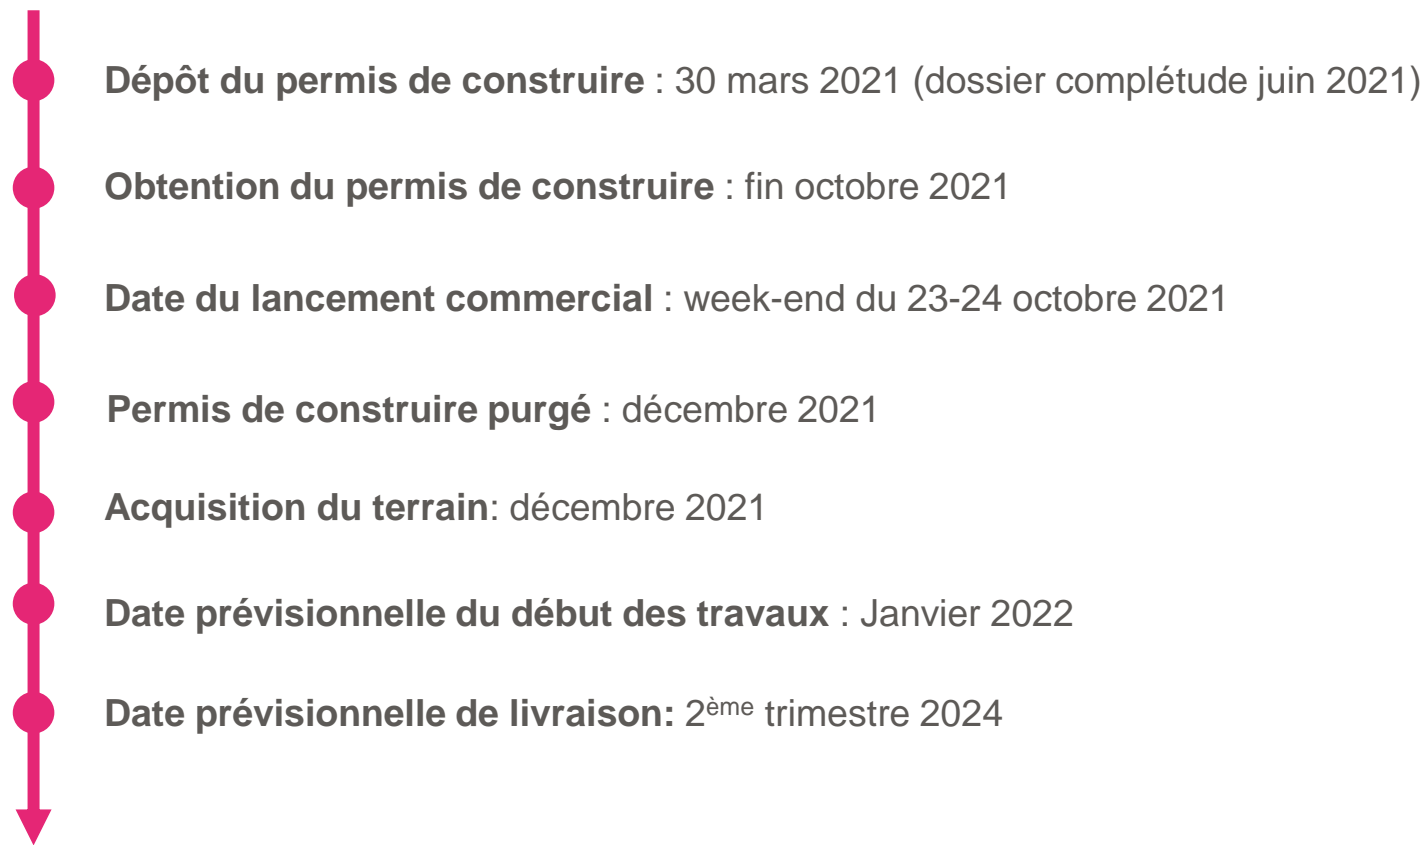 Dépôt du permis de construire : 30 mars 2021 (dossier complétude juin 2021)
Obtention du permis de construire : fin octobre 2021
Date du lancement commercial : week-end du 23-24 octobre 2021
Permis de construire purgé : décembre 2021
Acquisition du terrain: décembre 2021
Date prévisionnelle du début des travaux : Janvier 2022
Date prévisionnelle de livraison: 2ème trimestre 2024